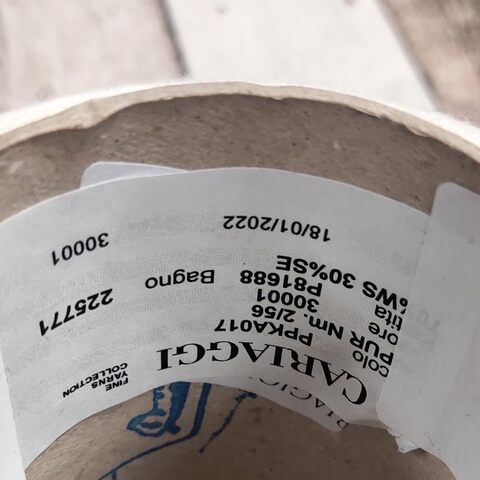 CARIAGGI
FINE
YARNS
COLLECTION
colo PPKA017
PUR Nm. 2/56
ore 30001
tita P81688 Bagno 225771
WS 30%SE
18/01/2022 30001